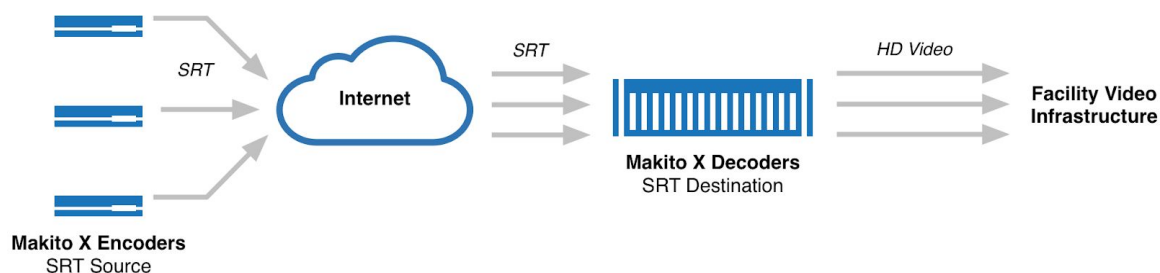 SRT
SRT
HD Video
Internet
Facility Video
Infrastructure
Makito X Decoders
SRT Destination
Makito X Encoders
SRT Source